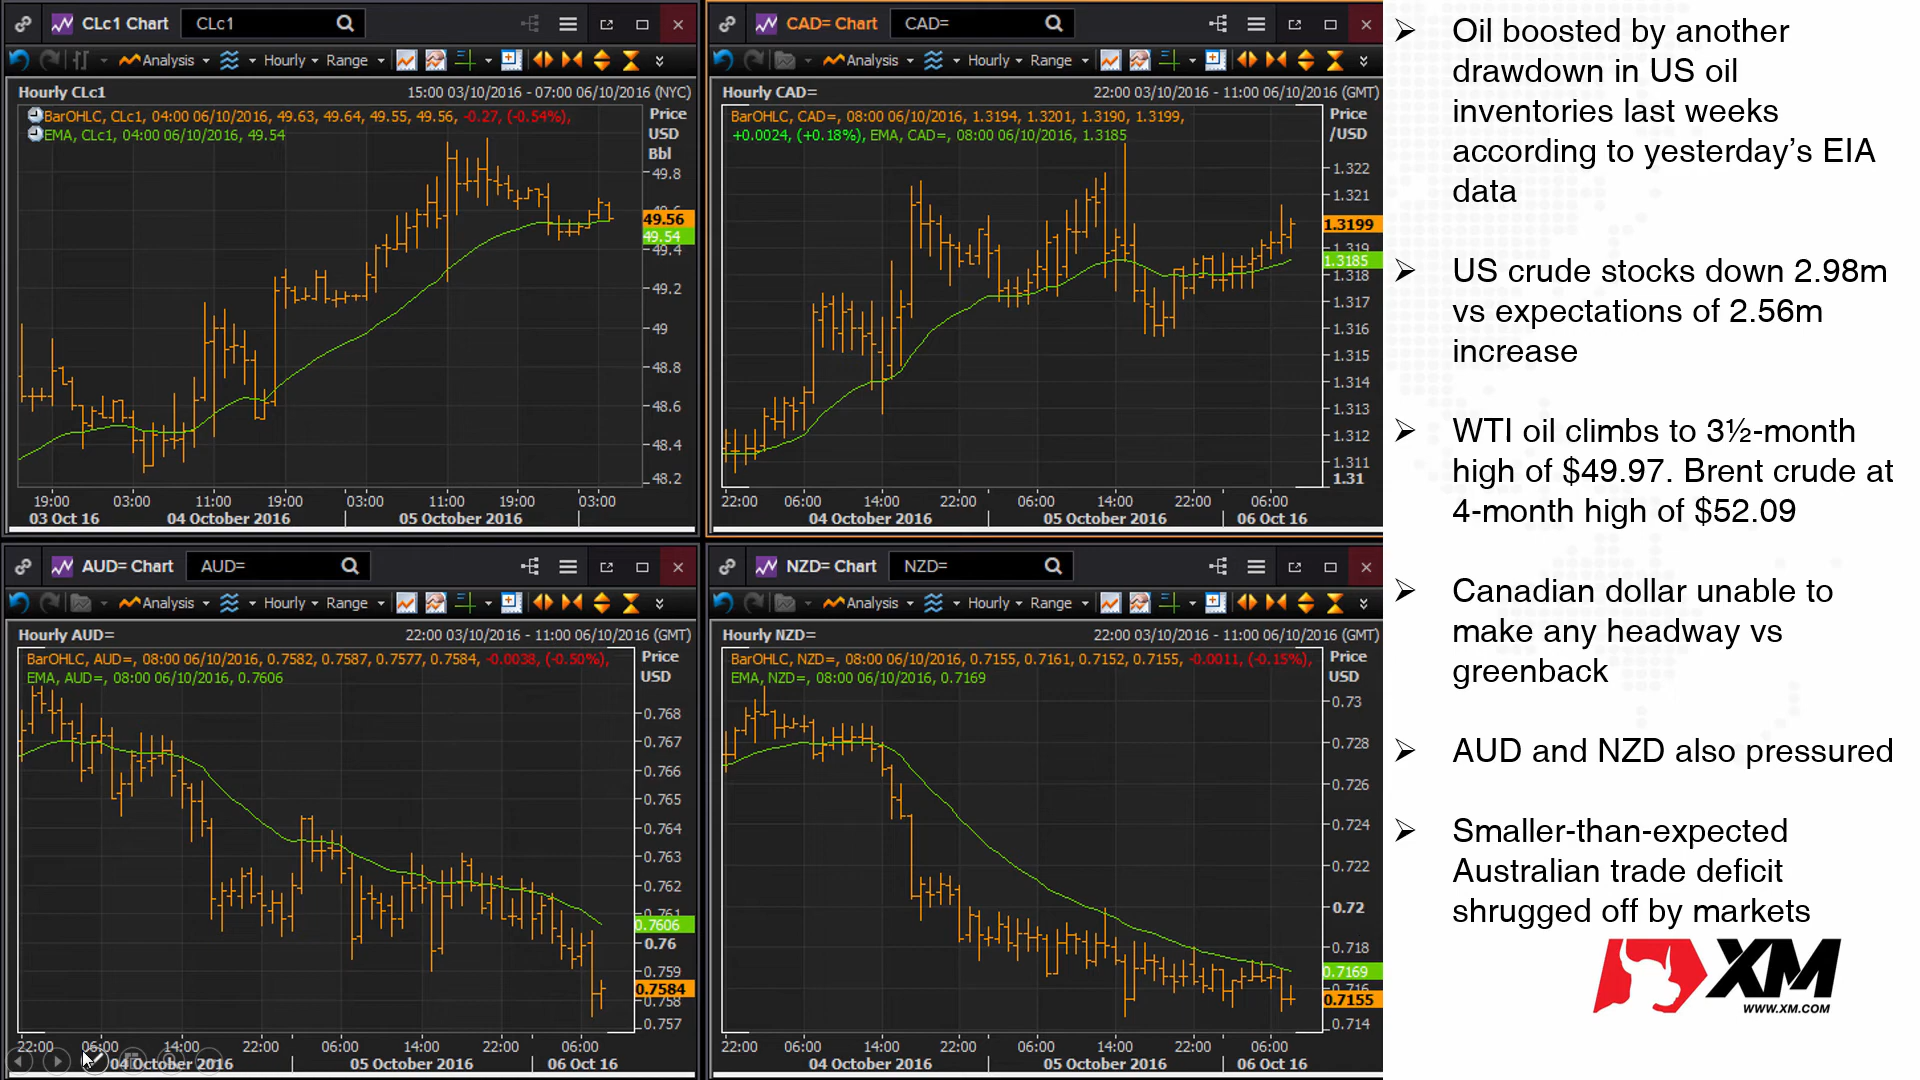 CLc1 Chart
CLc1
Analysis
Hourly
Range
Hourly CLc1
15:00 03/10/2016 - 07:00 06/10/2016 (NYC)
BarOHLC, CLc1, 04:00 06/10/2016, 49.63, 49.64, 49.55, 49.56, -0.27, (-0.54%),
EMA, CLc1, 04:00 06/10/2016, 49.54
Price
USD
Bbl
49.8
49.56
49.54
49.4
49.2
49
48.8
48.6
48.4
48.2
19:00 03:00 11:00 19:00 03:00 11:00 19:00 03:00
03 Oct 16 04 October 2016 05 October 2016
CAD= Chart
CAD=
Analysis
Hourly
Range
Hourly CAD=
22:00 03/10/2016 - 11:00 06/10/2016 (GMT)
BarOHLC, CAD=, 08:00 06/10/2016, 1.3194, 1.3201, 1.3190, 1.3199,
+0.0024, (+0.18%), EMA, CAD=, 08:00 06/10/2016, 1.3185
Price
/USD
1.322
1.321
1.3199
1.319
1.3185
1.318
1.317
1.316
1.315
1.314
1.313
1.312
1.311
1.31
22:00 06:00 14:00 22:00 06:00 14:00 22:00 06:00
04 October 2016 05 October 2016 06 Oct 16
AUD= Chart
AUD=
Analysis
Hourly
Range
Hourly AUD=
22:00 03/10/2016 - 11:00 06/10/2016 (GMT)
BarOHLC, AUD=, 08:00 06/10/2016, 0.7582, 0.7587, 0.7577, 0.7584, -0.0038, (-0.50%),
EMA, AUD=, 08:00 06/10/2016, 0.7606
Price
USD
0.768
0.767
0.766
0.765
0.764
0.763
0.762
0.761
0.7606
0.76
0.759
0.7584
0.758
0.757
22:00 06:00 14:00 22:00 06:00 14:00 22:00 06:00
04 October 2016 05 October 2016 06 Oct 16
NZD= Chart
NZD=
Analysis
Hourly
Range
Hourly NZD=
22:00 03/10/2016 - 11:00 06/10/2016 (GMT)
BarOHLC, NZD=, 08:00 06/10/2016, 0.7155, 0.7161, 0.7152, 0.7155, -0.0011, (-0.15%),
EMA, NZD=, 08:00 06/10/2016, 0.7169
Price
USD
0.73
0.728
0.726
0.724
0.722
0.72
0.718
0.7169
0.716
0.7155
0.714
22:00 06:00 14:00 22:00 06:00 14:00 22:00 06:00
04 October 2016 05 October 2016 06 Oct 16
Oil boosted by another
drawdown in US oil
inventories last weeks
according to yesterday's EIA
data
US crude stocks down 2.98m
vs expectations of 2.56m
increase
WTI oil climbs to 3½-month
high of $49.97. Brent crude at
4-month high of $52.09
Canadian dollar unable to
make any headway vs
greenback
AUD and NZD also pressured
Smaller-than-expected
Australian trade deficit
shrugged off by markets
XM
WWW.XM.COM